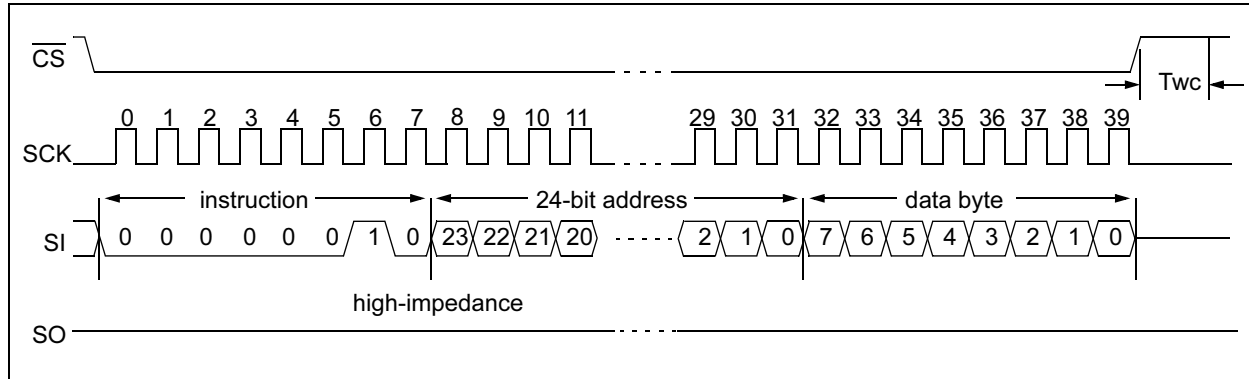 CS
Twc
0 1 2 3 4 5 6 7 8 9 10 11 29 30 31 32 33 34 35 36 37 38 39
SCK
instruction 24-bit address data byte
SI 0 0 0 0 0 0 1 0 23 22 21 20 2 1 0 7 6 5 4 3 2 1 0
high-impedance
SO